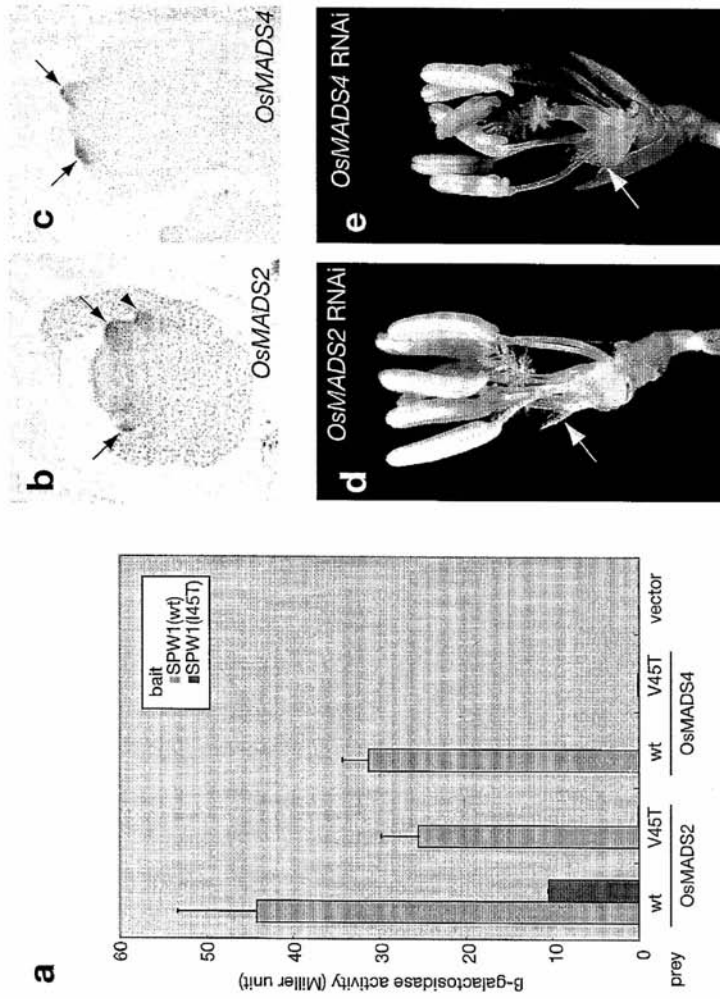 a
β-galactosidase activity (Miller unit)
60
50
40
30
20
10
0
bait
SPW1(wt)
SPW1(I45T)
prey
wt V45T wt V45T vector
OsMADS2 OsMADS4
b
OsMADS2
c
OsMADS4
d
OsMADS2 RNAi
e
OsMADS4 RNAi